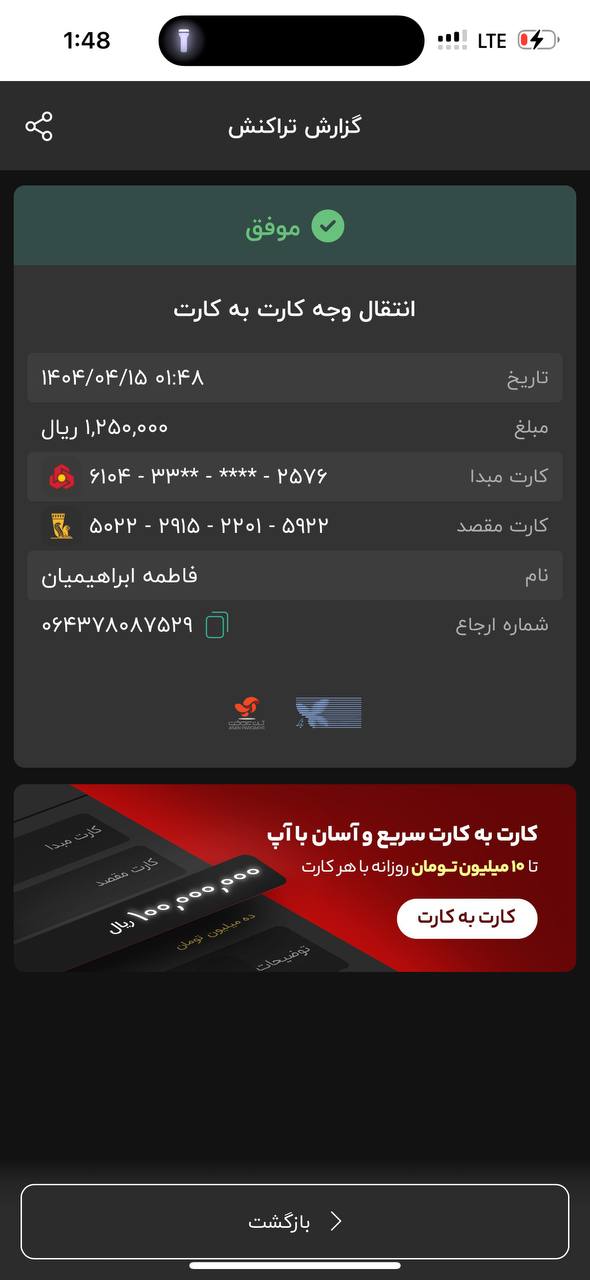 1:48 LTE
گزارش تراکنش
موفق
انتقال وجه کارت به کارت
تاریخ ۱۴۰۴/۰۴/۱۵ ۰۱:۴۸
مبلغ ۱,۲۵۰,۰۰۰ ریال
کارت مبدا ۶۱۰۴ - ۳۳** - **** - ۲۵۷۶
کارت مقصد ۵۰۲۲ - ۲۹۱۵ - ۲۲۰۱ - ۵۹۲۲
نام فاطمه ابراهیمیان
شماره ارجاع ۰۶۴۳۷۸۰۸۷۵۲۹
کارت به کارت سریع و آسان با آپ
تا ۱۰ میلیون تومان روزانه با هر کارت
کارت به کارت
کارت مبدا
کارت مقصد
۱۰۰,۰۰۰,۰۰۰ ریال
ده میلیون تومان
توضیحات
بازگشت